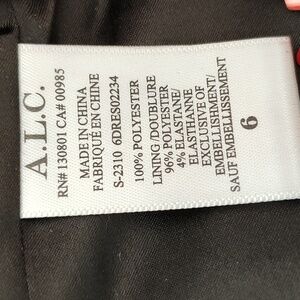 A.L.C.
RN# 130801 CA# 00985
MADE IN CHINA
FABRIQUÉ EN CHINE
S-2310 6DRES02234
100% POLYESTER
LINING/DOUBLURE
96% POLYESTER/
4% ELASTANE/
ELASTHANNE
EXCLUSIVE OF
EMBELLISHMENT/
SAUF EMBELLISSEMENT
6